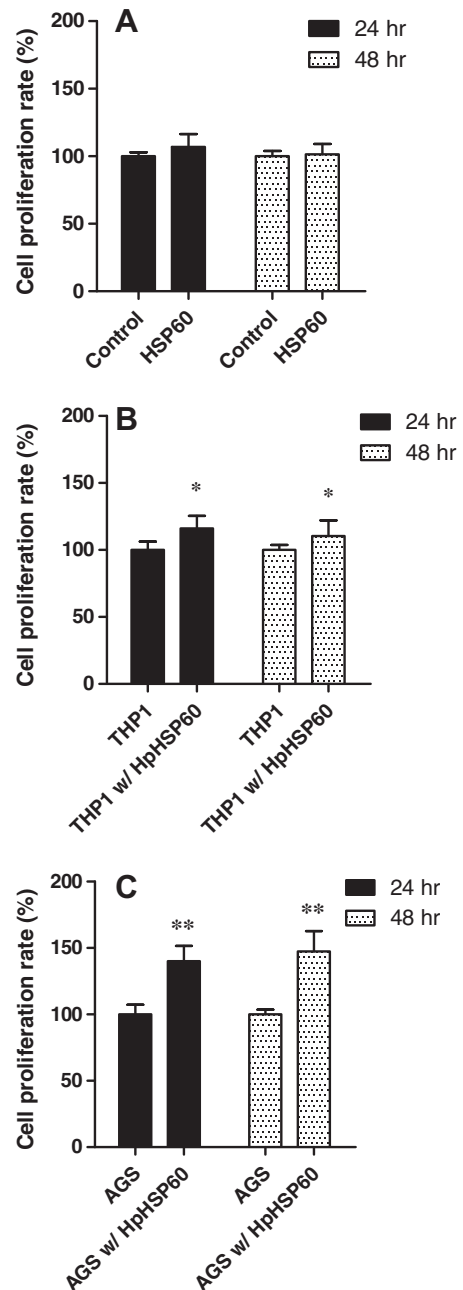 A
24 hr
48 hr
Cell proliferation rate (%)
200
150
100
50
0
Control
HSP60
Control
HSP60
B
24 hr
48 hr
Cell proliferation rate (%)
200
150
100
50
0
*
*
THP1
THP1 w/ HpHSP60
THP1
THP1 w/ HpHSP60
C
24 hr
48 hr
Cell proliferation rate (%)
200
150
100
50
0
**
**
AGS
AGS w/ HpHSP60
AGS
AGS w/ HpHSP60